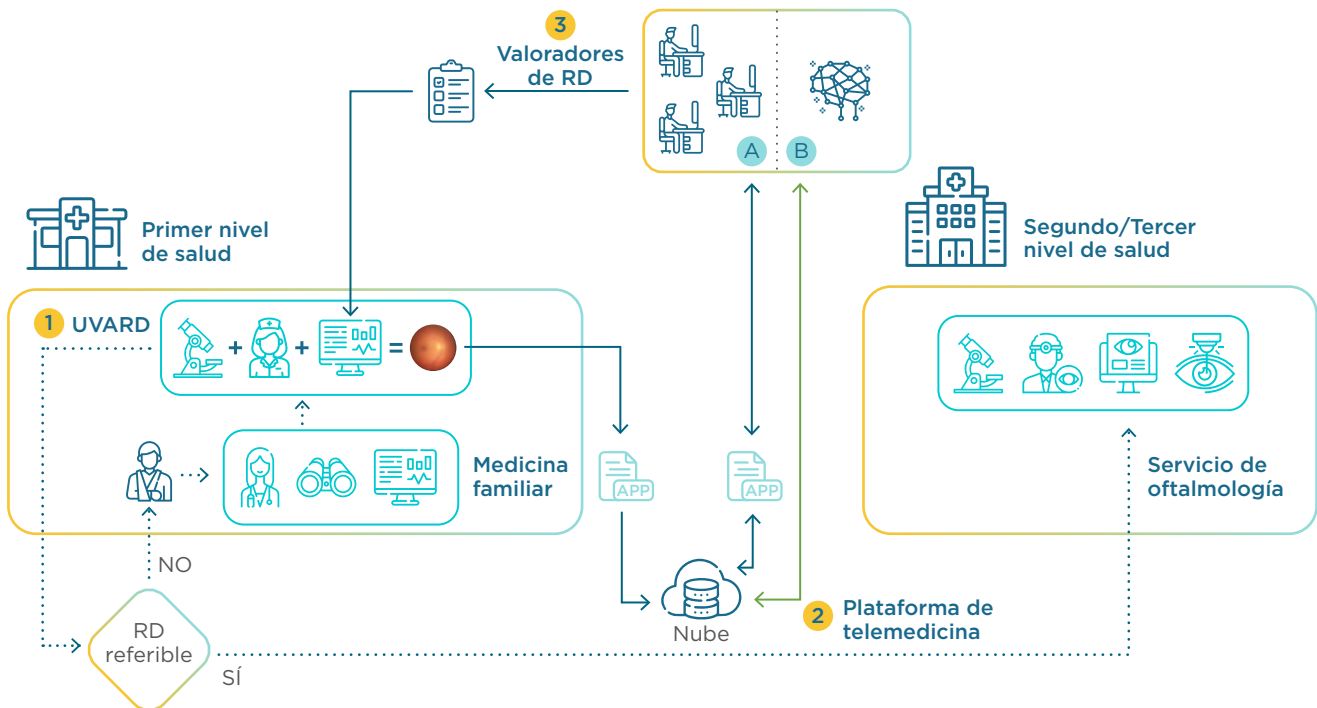 3
Valoradores
de RD
A
B
Primer nivel
de salud
Segundo/Tercer
nivel de salud
1 UVARD
+
+
=
Medicina
familiar
APP
APP
Servicio de
oftalmología
NO
RD
referible
SÍ
Nube
2 Plataforma de
telemedicina